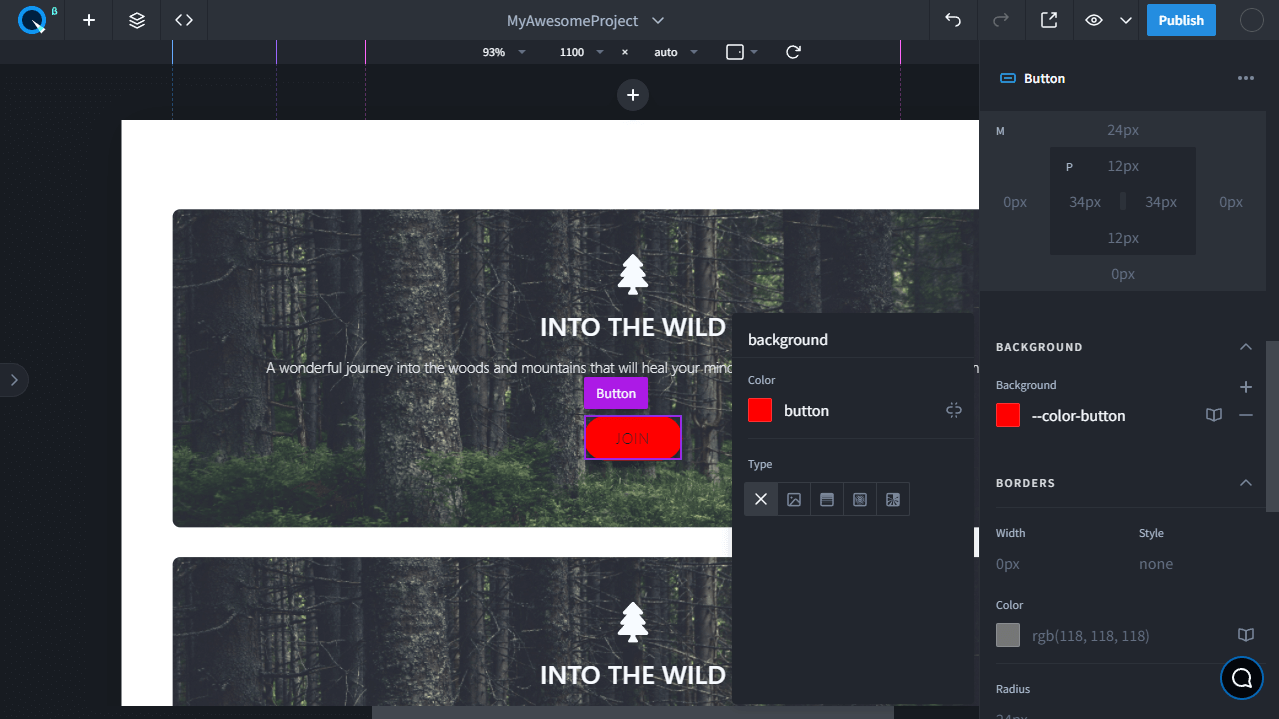 β
MyAwesomeProject
Publish
93%
1100
×
auto
Button
M
24px
P
12px
0px
34px
34px
0px
12px
0px
INTO THE WILD
A wonderful journey into the woods and mountains that will heal your mind
Button
JOIN
background
Color
button
Type
BACKGROUND
Background
--color-button
BORDERS
Width
Style
0px
none
Color
rgb(118, 118, 118)
Radius
24px
INTO THE WILD